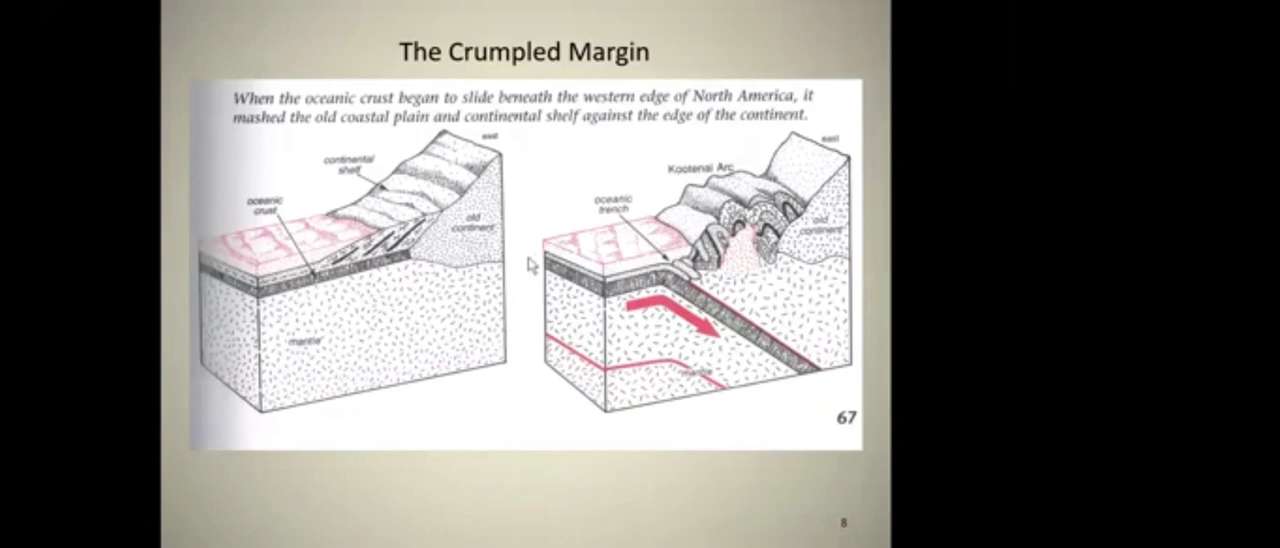 The Crumpled Margin
When the oceanic crust began to slide beneath the western edge of North America, it
mashed the old coastal plain and continental shelf against the edge of the continent.
east
continental
shelf
oceanic
crust
old
continent
mantle
east
Kootenai Arc
oceanic
trench
old
continent
mantle
67
8